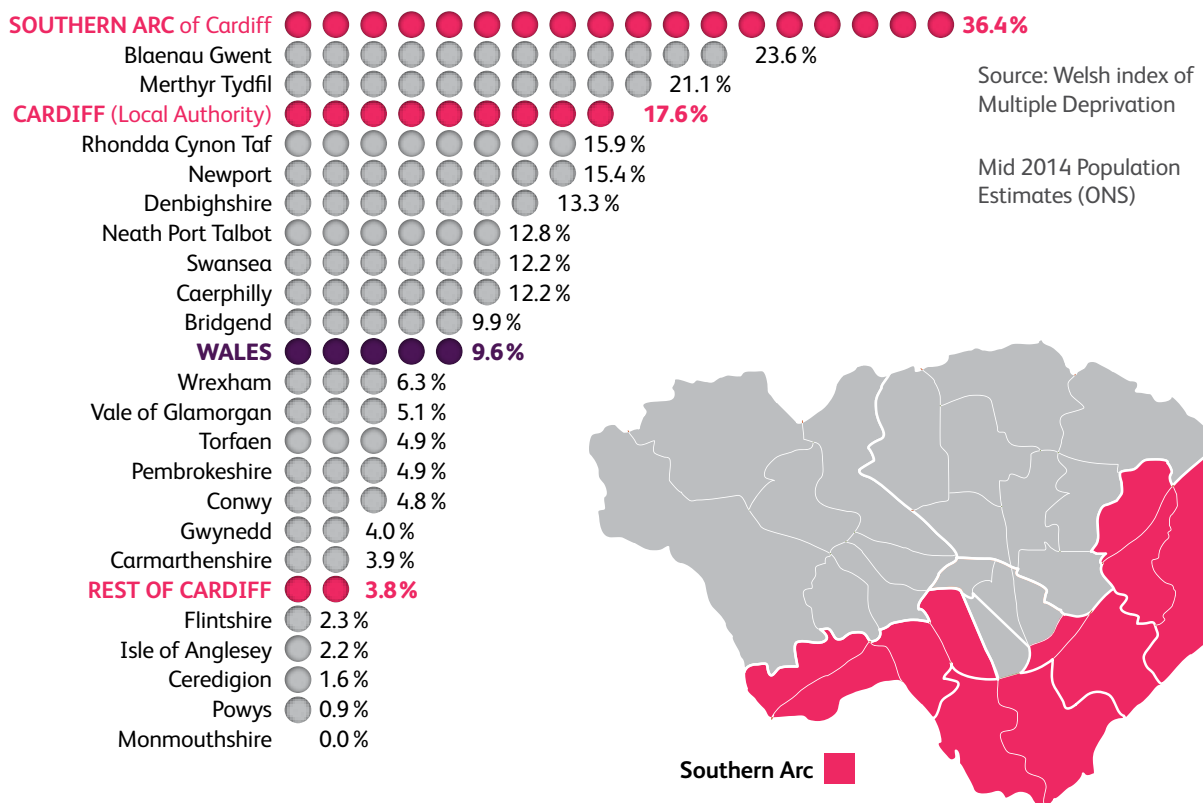 SOUTHERN ARC of Cardiff 36.4%
Blaenau Gwent 23.6 %
Merthyr Tydfil 21.1 %
CARDIFF (Local Authority) 17.6%
Rhondda Cynon Taf 15.9 %
Newport 15.4 %
Denbighshire 13.3 %
Neath Port Talbot 12.8 %
Swansea 12.2 %
Caerphilly 12.2 %
Bridgend 9.9 %
WALES 9.6%
Wrexham 6.3 %
Vale of Glamorgan 5.1 %
Torfaen 4.9 %
Pembrokeshire 4.9 %
Conwy 4.8 %
Gwynedd 4.0 %
Carmarthenshire 3.9 %
REST OF CARDIFF 3.8%
Flintshire 2.3 %
Isle of Anglesey 2.2 %
Ceredigion 1.6 %
Powys 0.9 %
Monmouthshire 0.0 %
Source: Welsh index of
Multiple Deprivation
Mid 2014 Population
Estimates (ONS)
Southern Arc